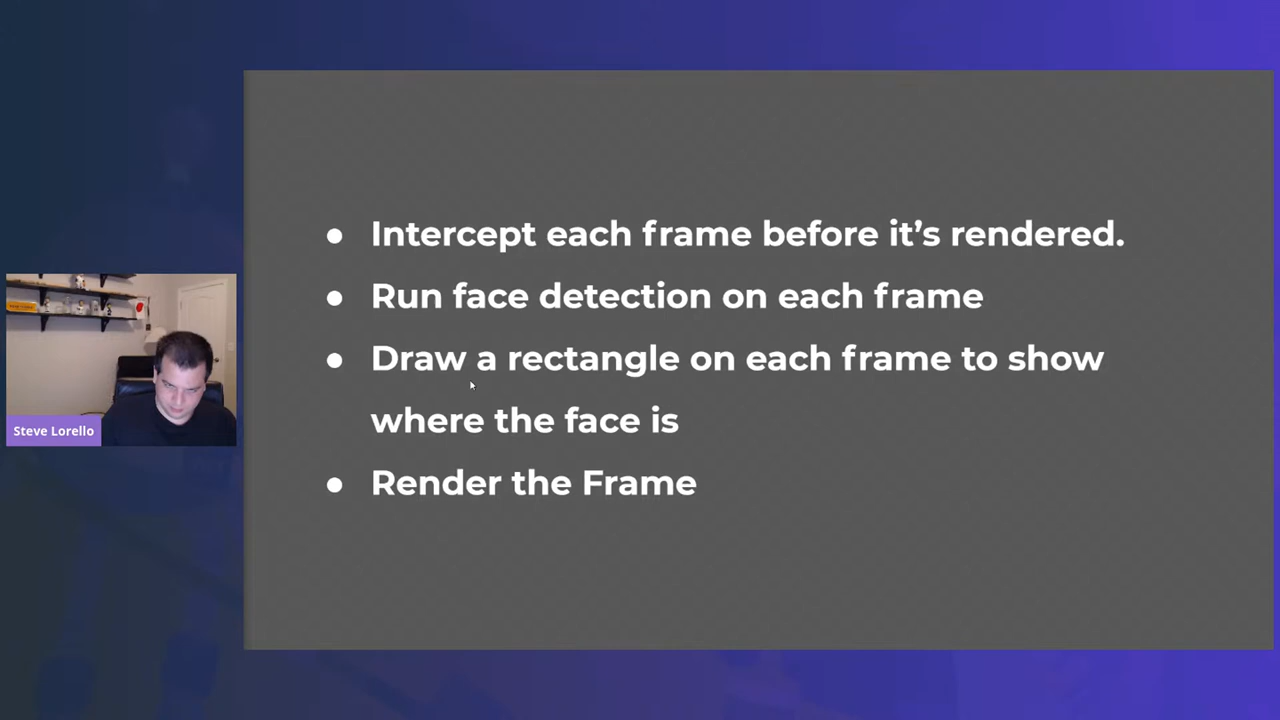 ● Intercept each frame before it’s rendered.
● Run face detection on each frame
● Draw a rectangle on each frame to show
where the face is
● Render the Frame
Steve Lorello